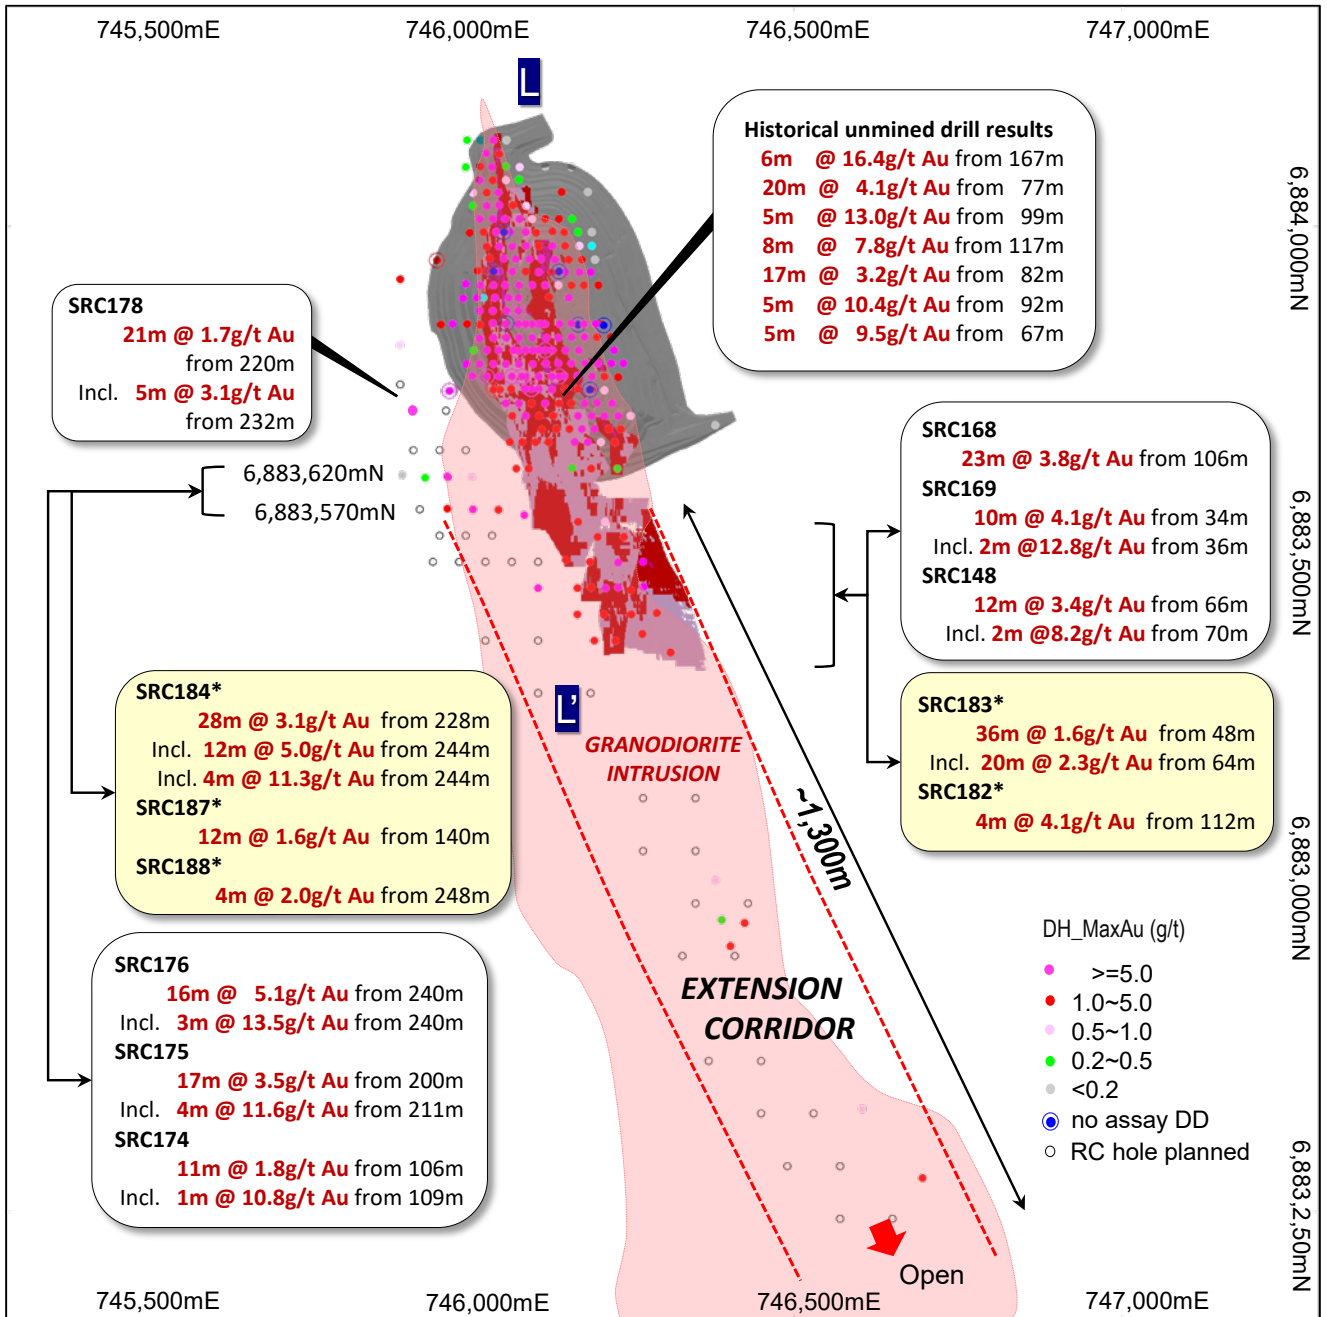 745,500mE 746,000mE 746,500mE 747,000mE
L
Historical unmined drill results
6m @ 16.4g/t Au from 167m
20m @ 4.1g/t Au from 77m
5m @ 13.0g/t Au from 99m
8m @ 7.8g/t Au from 117m
17m @ 3.2g/t Au from 82m
5m @ 10.4g/t Au from 92m
5m @ 9.5g/t Au from 67m
6,884,000mN
SRC178
21m @ 1.7g/t Au
from 220m
Incl. 5m @ 3.1g/t Au
from 232m
6,883,620mN
6,883,570mN
SRC168
23m @ 3.8g/t Au from 106m
SRC169
10m @ 4.1g/t Au from 34m
Incl. 2m @12.8g/t Au from 36m
SRC148
12m @ 3.4g/t Au from 66m
Incl. 2m @8.2g/t Au from 70m
6,883,500mN
SRC184*
28m @ 3.1g/t Au from 228m
Incl. 12m @ 5.0g/t Au from 244m
Incl. 4m @ 11.3g/t Au from 244m
SRC187*
12m @ 1.6g/t Au from 140m
SRC188*
4m @ 2.0g/t Au from 248m
L'
GRANODIORITE
INTRUSION
SRC183*
36m @ 1.6g/t Au from 48m
Incl. 20m @ 2.3g/t Au from 64m
SRC182*
4m @ 4.1g/t Au from 112m
~1,300m
6,883,000mN
SRC176
16m @ 5.1g/t Au from 240m
Incl. 3m @ 13.5g/t Au from 240m
SRC175
17m @ 3.5g/t Au from 200m
Incl. 4m @ 11.6g/t Au from 211m
SRC174
11m @ 1.8g/t Au from 106m
Incl. 1m @ 10.8g/t Au from 109m
EXTENSION
CORRIDOR
DH_MaxAu (g/t)
>=5.0
1.0~5.0
0.5~1.0
0.2~0.5
<0.2
no assay DD
RC hole planned
6,883,2,50mN
Open
745,500mE 746,000mE 746,500mE 747,000mE